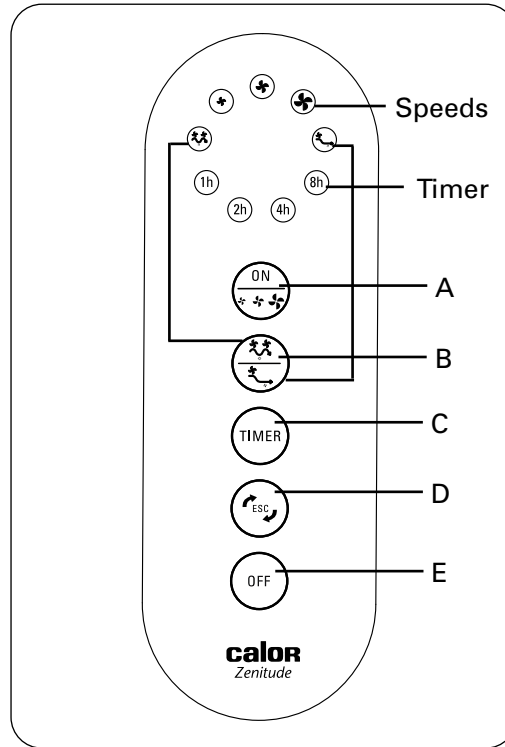 Speeds
1h
8h
Timer
2h
4h
ON
A
B
TIMER
C
ESC
D
OFF
E
calor
Zenitude